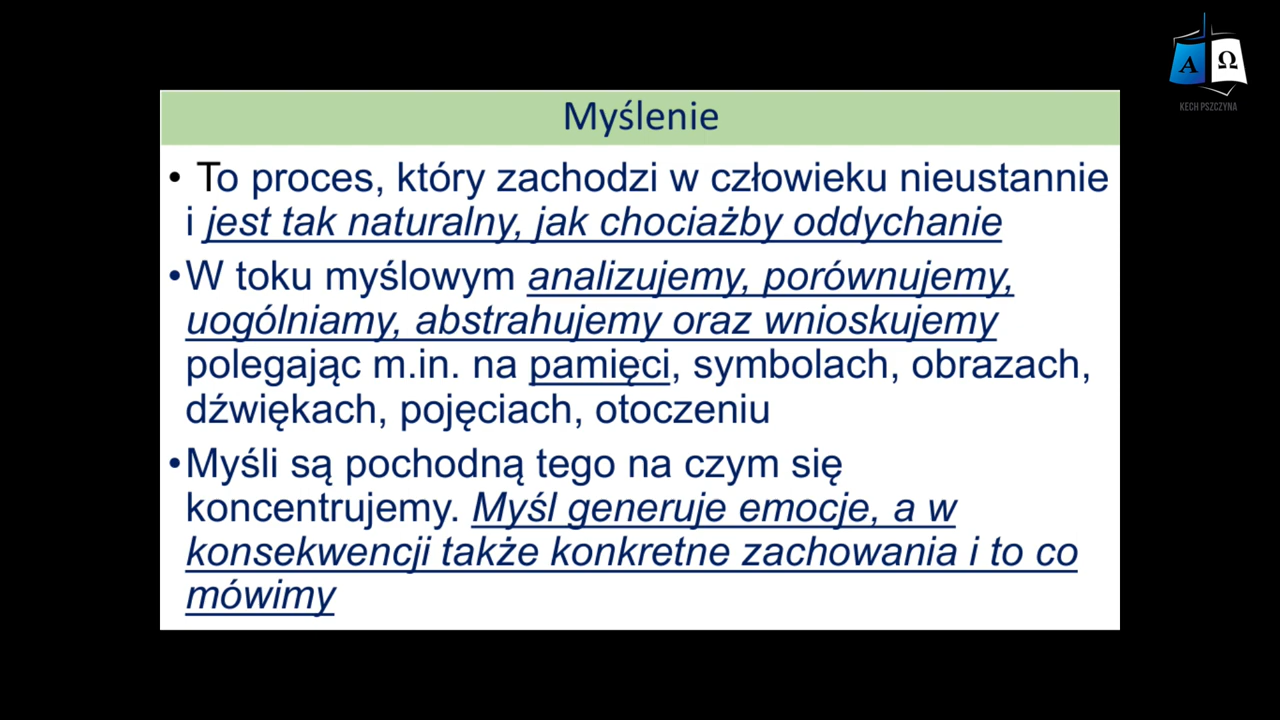 A Ω
KECH PSZCZYNA
Myślenie
• To proces, który zachodzi w człowieku nieustannie
i jest tak naturalny, jak chociażby oddychanie
•W toku myślowym analizujemy, porównujemy,
uogólniamy, abstrahujemy oraz wnioskujemy
polegając m.in. na pamięci, symbolach, obrazach,
dźwiękach, pojęciach, otoczeniu
•Myśli są pochodną tego na czym się
koncentrujemy. Myśl generuje emocje, a w
konsekwencji także konkretne zachowania i to co
mówimy